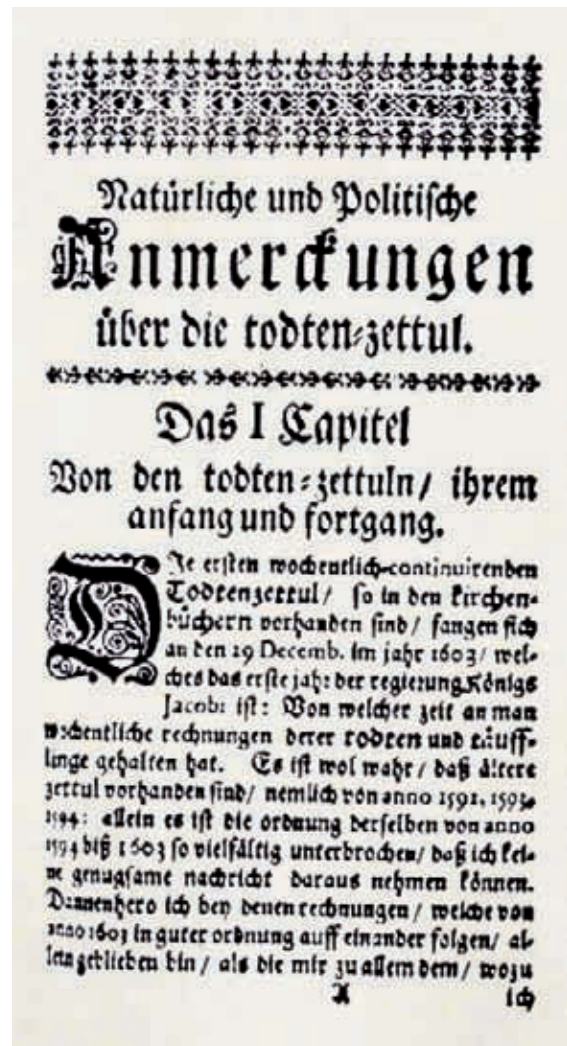 Natürliche und Politische
Anmerckungen
über die todten-zettul.
Das I Capitel
Von den todten-zettuln/ ihrem
anfang und fortgang.
DJe ersten wochentlich-continuirenden
Todtenzettul/ so in den kirchen-
büchern vorhanden sind/ fangen sich
an den 29 Decemb. im jahr 1603/ wel-
ches das erste jahr der regierung Königs
Jacobi ist: Von welcher zeit an man
wochentliche rechnungen derer todten und täuff-
linge gehalten hat. Es ist wol wahr/ daß ältere
zettul vorhanden sind/ nemlich von anno 1591. 1593.
1594: allein es ist die ordnung derselben von anno
1594 biß 1603 so vielfältig unterbrochen/ daß ich kei-
ne genugsame nachricht daraus nehmen können.
Dannenhero ich bey denen rechnungen/ welche von
anno 1603 in guter ordnung auff einander folgen/ al-
lein geblieben bin/ als die mir zu allem dem/ wozu
A ich